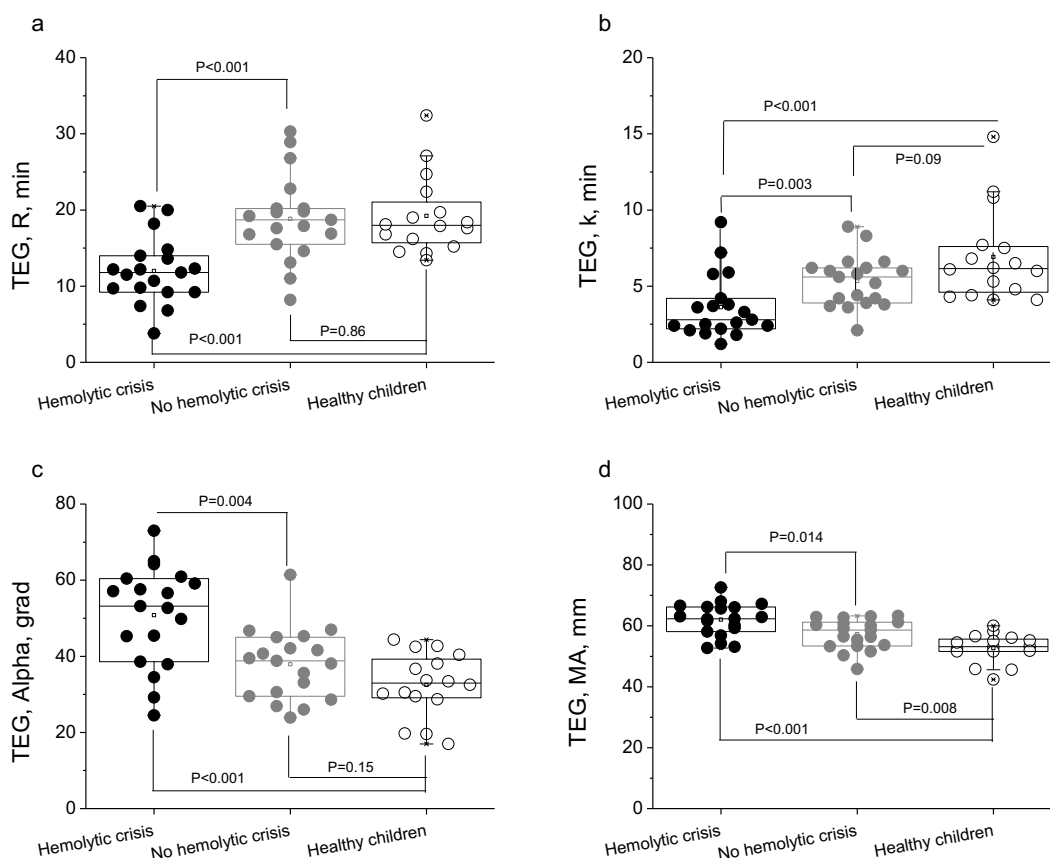 a
TEG, R, min
40
30
20
10
0
P<0.001
P=0.86
P<0.001
Hemolytic crisis
No hemolytic crisis
Healthy children
b
TEG, k, min
20
15
10
5
0
P<0.001
P=0.09
P=0.003
Hemolytic crisis
No hemolytic crisis
Healthy children
c
TEG, Alpha, grad
80
60
40
20
0
P=0.004
P=0.15
P<0.001
Hemolytic crisis
No hemolytic crisis
Healthy children
d
TEG, MA, mm
100
80
60
40
20
0
P=0.014
P=0.008
P<0.001
Hemolytic crisis
No hemolytic crisis
Healthy children